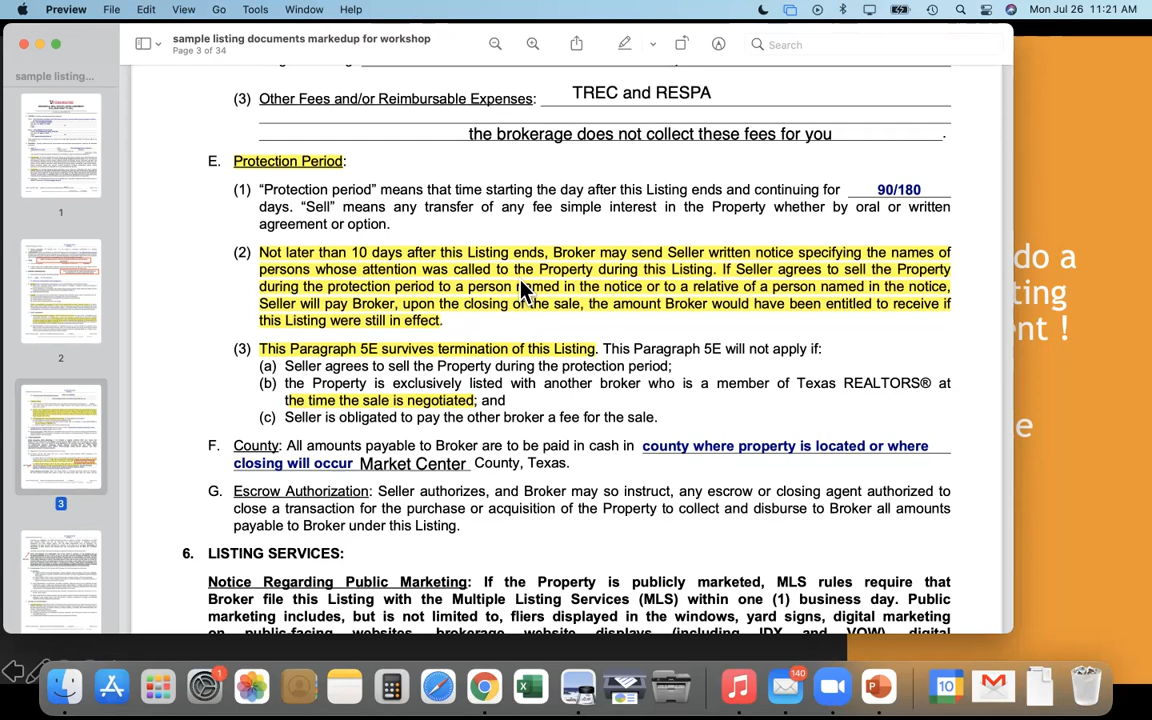 Preview File Edit View Go Tools Window Help Mon Jul 26 11:21 AM
sample listing documents markedup for workshop
Page 3 of 34
Search
sample listing...
1
2
3
(3) Other Fees and/or Reimbursable Expenses: TREC and RESPA
the brokerage does not collect these fees for you .
E. Protection Period:
(1) “Protection period” means that time starting the day after this Listing ends and continuing for 90/180
days. “Sell” means any transfer of any fee simple interest in the Property whether by oral or written
agreement or option.
(2) Not later than 10 days after this Listing ends, Broker may send Seller written notice specifying the names of
persons whose attention was called to the Property during this Listing. If Seller agrees to sell the Property
during the protection period to a person named in the notice or to a relative of a person named in the notice,
Seller will pay Broker, upon the closing of the sale, the amount Broker would have been entitled to receive if
this Listing were still in effect.
(3) This Paragraph 5E survives termination of this Listing. This Paragraph 5E will not apply if:
(a) Seller agrees to sell the Property during the protection period;
(b) the Property is exclusively listed with another broker who is a member of Texas REALTORS® at
the time the sale is negotiated; and
(c) Seller is obligated to pay the other broker a fee for the sale.
F. County: All amounts payable to Broker are to be paid in cash in county where property is located or where
closing will occur Market Center County, Texas.
G. Escrow Authorization: Seller authorizes, and Broker may so instruct, any escrow or closing agent authorized to
close a transaction for the purchase or acquisition of the Property to collect and disburse to Broker all amounts
payable to Broker under this Listing.
6. LISTING SERVICES:
Notice Regarding Public Marketing: If the Property is publicly marketed, MLS rules require that
Broker file this Listing with the Multiple Listing Services (MLS) within one (1) business day. Public
marketing includes, but is not limited to, fliers displayed in the windows, yard signs, digital marketing
on public-facing websites, brokerage website displays (including IDX and VOW), digital
do a
ting
ent !
e
1
140
10